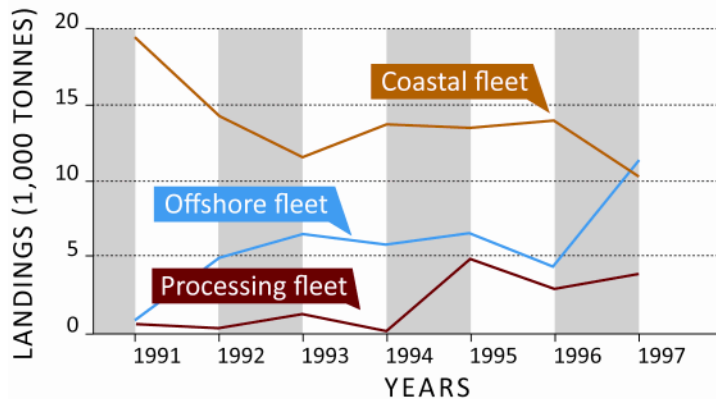 LANDINGS (1,000 TONNES)
20
15
10
5
0
Coastal fleet
Offshore fleet
Processing fleet
1991 1992 1993 1994 1995 1996 1997
YEARS